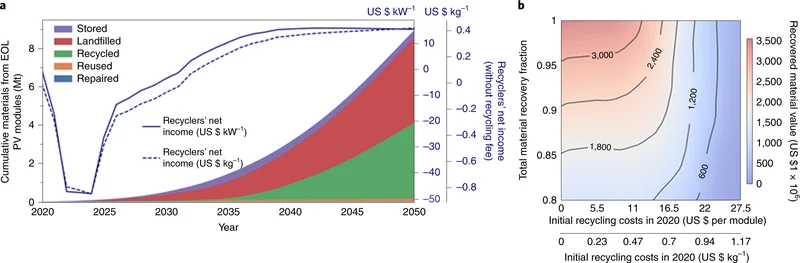 a
US $ kW−1) US $ kg−1)
Stored
Landfilled
Recycled
Reused
Repaired
Recyclers' net
income (US $ kW−1)
Recyclers' net
income (US $ kg−1)
Cumulative materials from EOL
PV modules (Mt)
8
6
4
2
0
2020 2025 2030 2035 2040 2045 2050
Year
10
0
−10
−20
−30
−40
−50
0.4
0.2
0
−0.2
−0.4
−0.6
−0.8
Recyclers' net income
(without recycling fee)
b
Total material recovery fraction
1
0.95
0.9
0.85
0.8
3,000
2,400
1,800
1,200
600
0 5.5 11 16.5 22 27.5
Initial recycling costs in 2020 (US $ per module)
0 0.23 0.47 0.7 0.94 1.17
Initial recycling costs in 2020 (US $ kg−1)
3,500
3,000
2,500
2,000
1,500
1,000
500
0
Recovered material value (US $1 × 106)